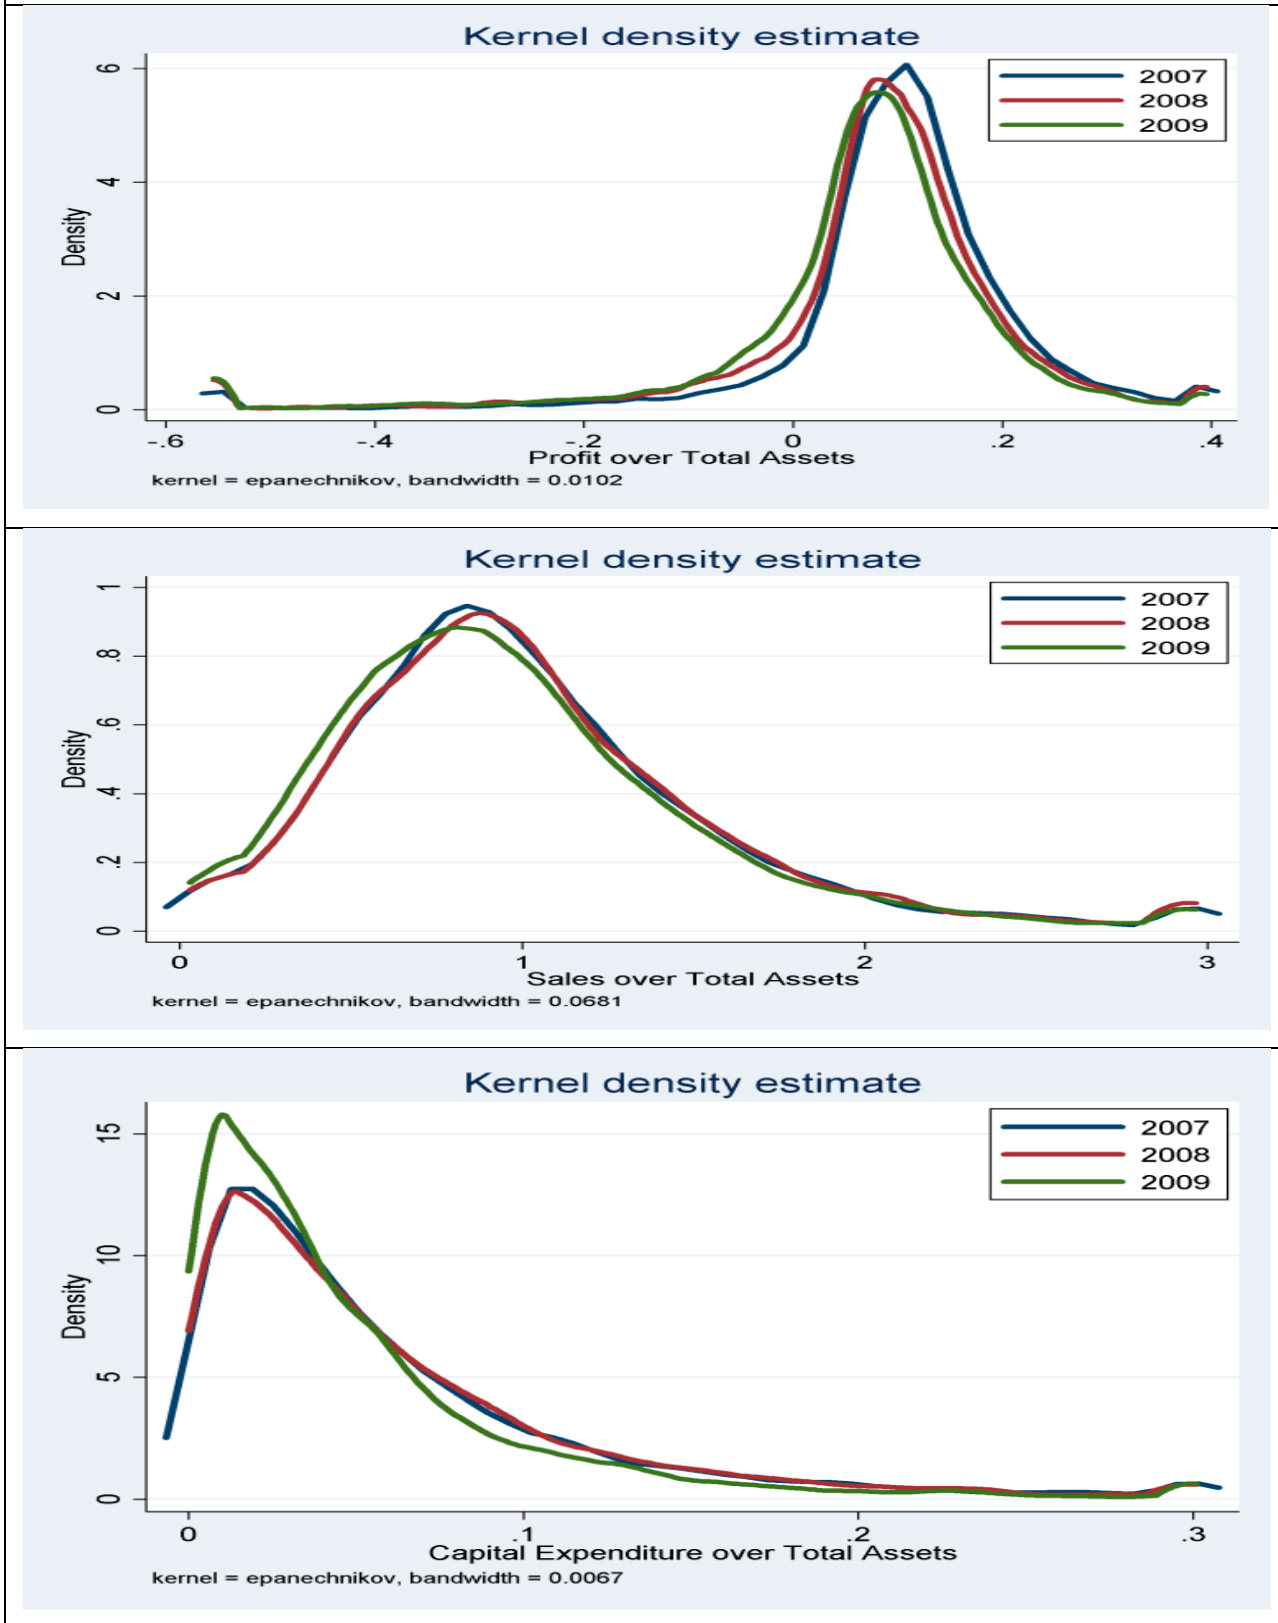 Kernel density estimate
2007
2008
2009
6
4
2
0
Density
-.6 -.4 -.2 0 .2 .4
Profit over Total Assets
kernel = epanechnikov, bandwidth = 0.0102
Kernel density estimate
2007
2008
2009
1
.8
.6
.4
.2
0
Density
0 1 2 3
Sales over Total Assets
kernel = epanechnikov, bandwidth = 0.0681
Kernel density estimate
2007
2008
2009
15
10
5
0
Density
0 .1 .2 .3
Capital Expenditure over Total Assets
kernel = epanechnikov, bandwidth = 0.0067